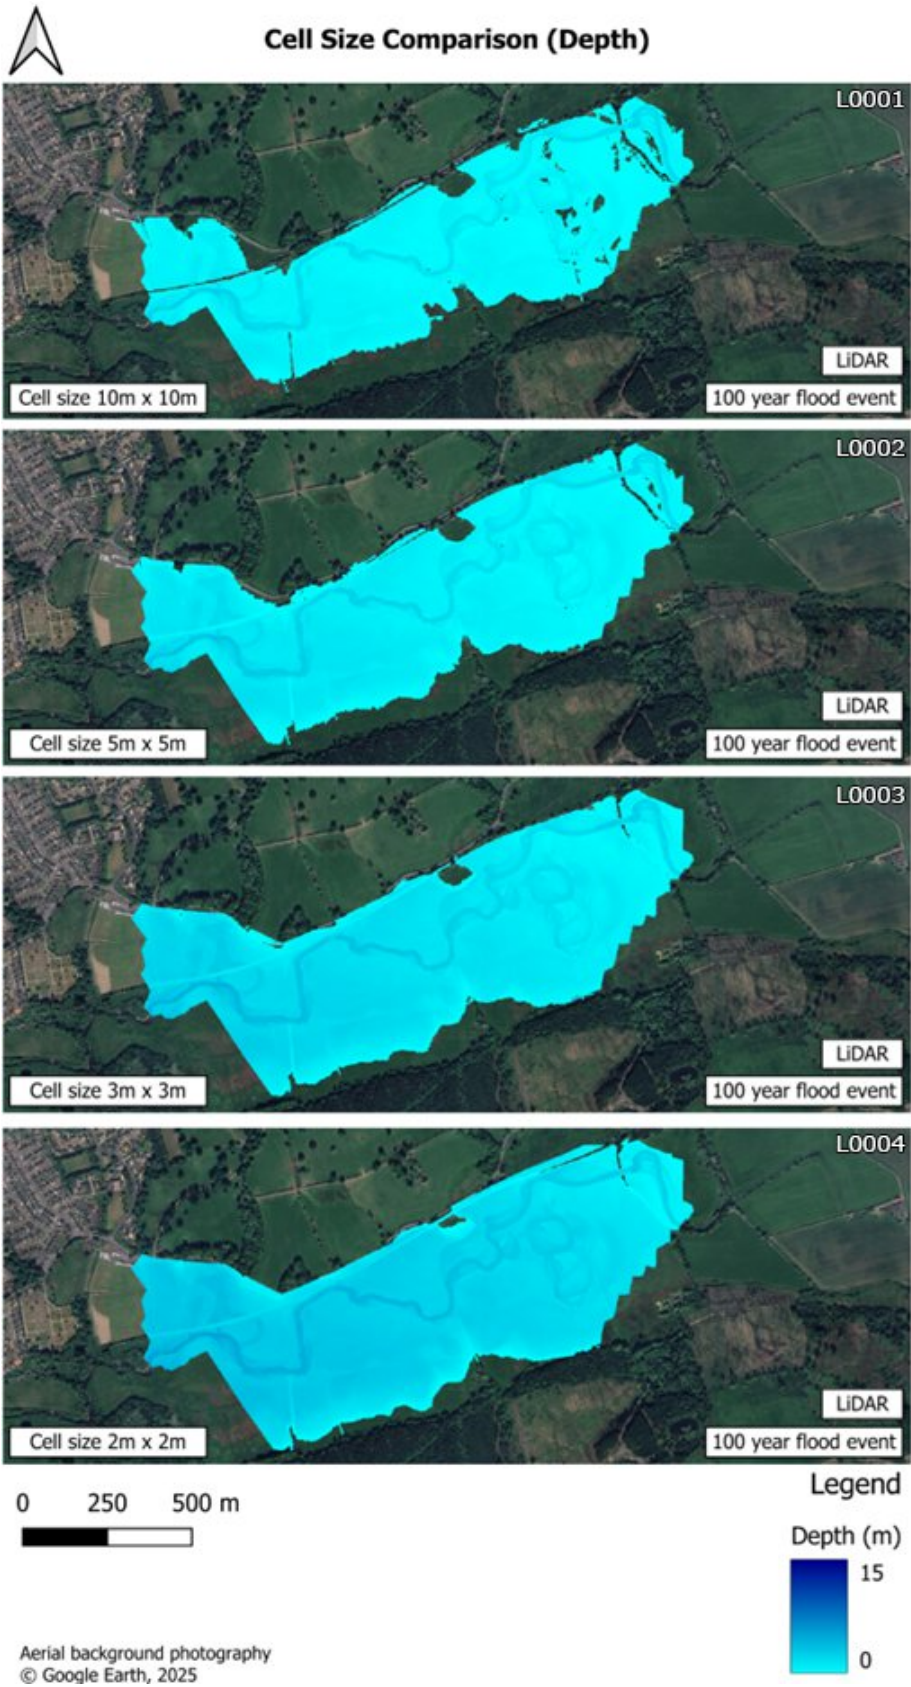 Cell Size Comparison (Depth)
L0001
LiDAR
Cell size 10m x 10m
100 year flood event
L0002
LiDAR
Cell size 5m x 5m
100 year flood event
L0003
LiDAR
Cell size 3m x 3m
100 year flood event
L0004
LiDAR
Cell size 2m x 2m
100 year flood event
Legend
0 250 500 m
Depth (m)
15
0
Aerial background photography
© Google Earth, 2025